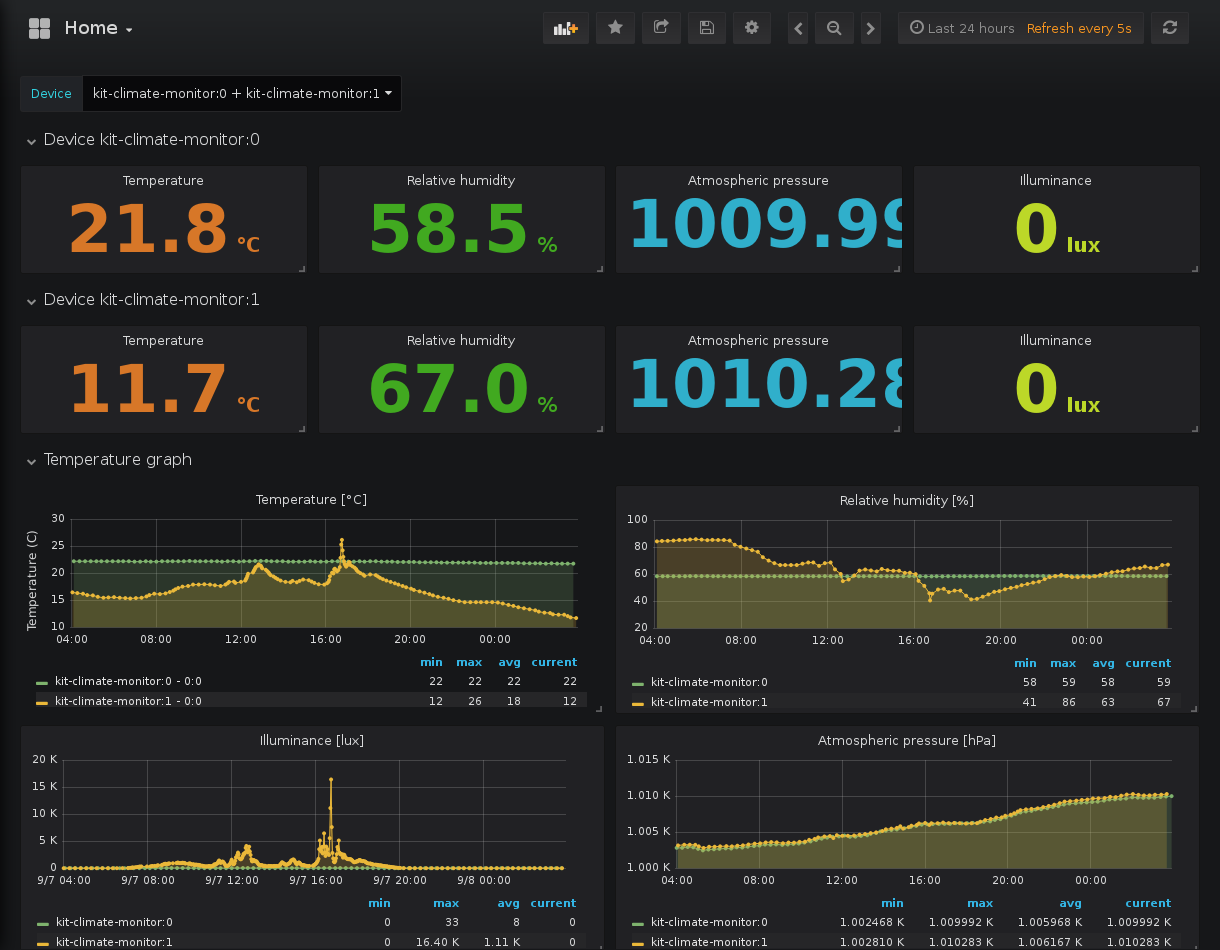 Home
Last 24 hours Refresh every 5s
Device kit-climate-monitor:0 + kit-climate-monitor:1
Device kit-climate-monitor:0
Temperature Relative humidity Atmospheric pressure Illuminance
21.8 °C 58.5 % 1009.99 0 lux
Device kit-climate-monitor:1
Temperature Relative humidity Atmospheric pressure Illuminance
11.7 °C 67.0 % 1010.28 0 lux
Temperature graph
Temperature [°C]
Temperature (C)
30
25
20
15
10
04:00 08:00 12:00 16:00 20:00 00:00
min max avg current
kit-climate-monitor:0 - 0:0 22 22 22 22
kit-climate-monitor:1 - 0:0 12 26 18 12
Relative humidity [%]
100
80
60
40
20
04:00 08:00 12:00 16:00 20:00 00:00
min max avg current
kit-climate-monitor:0 58 59 58 59
kit-climate-monitor:1 41 86 63 67
Illuminance [lux]
20 K
15 K
10 K
5 K
0
9/7 04:00 9/7 08:00 9/7 12:00 9/7 16:00 9/7 20:00 9/8 00:00
min max avg current
kit-climate-monitor:0 0 33 8 0
kit-climate-monitor:1 0 16.40 K 1.11 K 0
Atmospheric pressure [hPa]
1.015 K
1.010 K
1.005 K
1.000 K
04:00 08:00 12:00 16:00 20:00 00:00
min max avg current
kit-climate-monitor:0 1.002468 K 1.009992 K 1.005968 K 1.009992 K
kit-climate-monitor:1 1.002810 K 1.010283 K 1.006167 K 1.010283 K